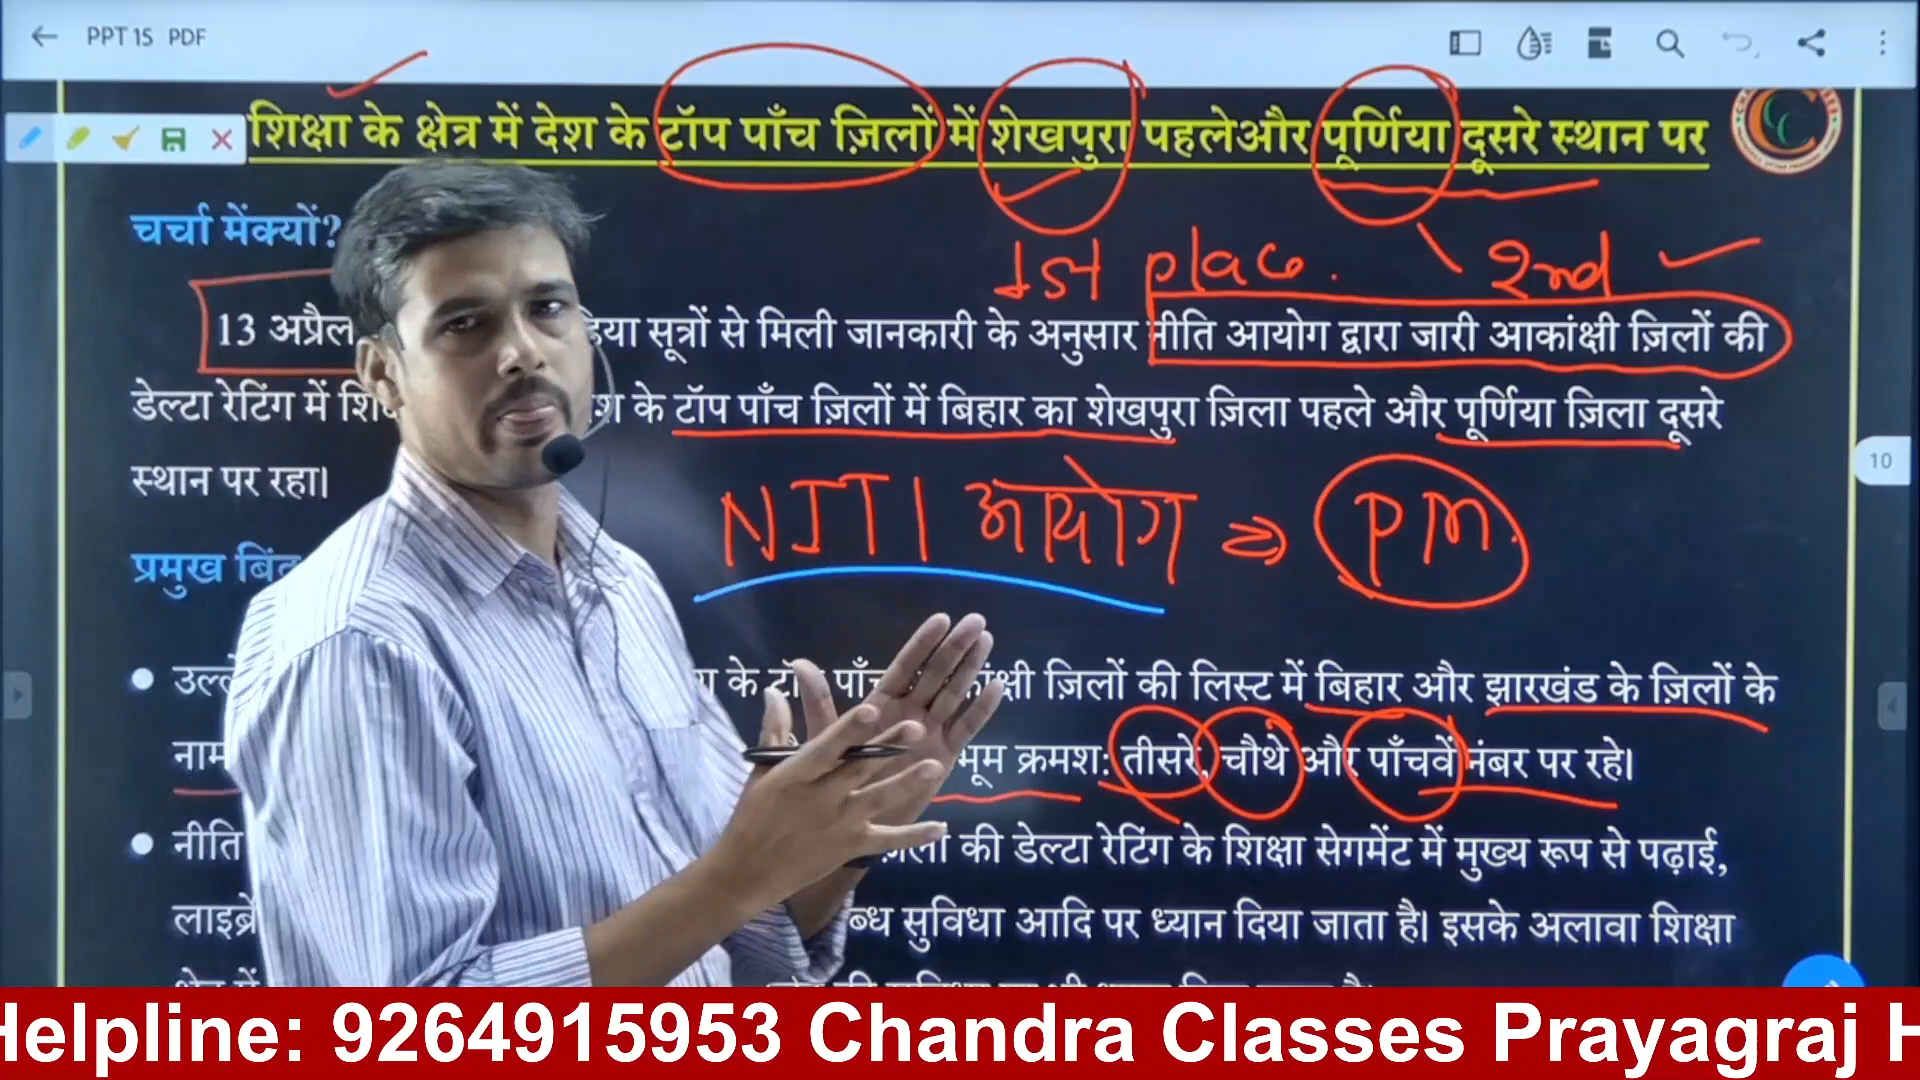 PPT 15 PDF
शिक्षा के क्षेत्र में देश के टॉप पाँच ज़िलों में शेखपुरा पहलेऔर पूर्णिया दूसरे स्थान पर
चर्चा मेंक्यों?
1st place. 2nd
13 अप्रैल सूत्रों से मिली जानकारी के अनुसार नीति आयोग द्वारा जारी आकांक्षी ज़िलों की
डेल्टा रेटिंग में के टॉप पाँच ज़िलों में बिहार का शेखपुरा ज़िला पहले और पूर्णिया ज़िला दूसरे
स्थान पर रहा।
NITI आयोग ⇒ PM
10
प्रमुख
के पाँच ज़िलों की लिस्ट में बिहार और झारखंड के ज़िलों के
नाम क्रमश: तीसरे, चौथे और पाँचवें नंबर पर रहे।
नीति की डेल्टा रेटिंग के शिक्षा सेगमेंट में मुख्य रूप से पढ़ाई,
सुविधा आदि पर ध्यान दिया जाता है। इसके अलावा शिक्षा
Helpline: 9264915953 Chandra Classes Prayagraj H